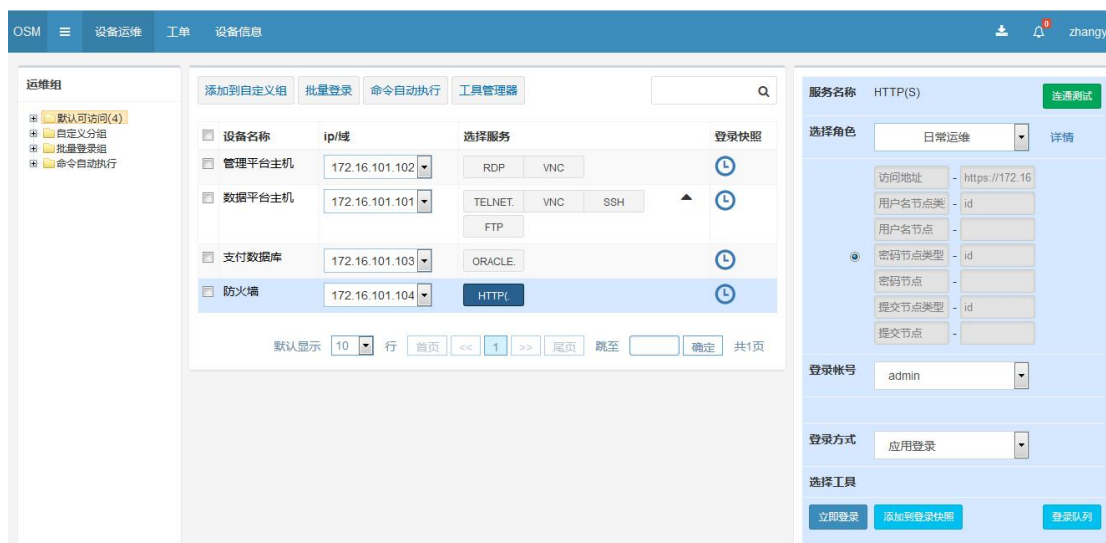 OSM 设备运维 工单 设备信息 0 zhangy
运维组
默认可访问(4)
自定义分组
批量登录组
命令自动执行
添加到自定义组 批量登录 命令自动执行 工具管理器
设备名称 ip/域 选择服务 登录快照
管理平台主机 172.16.101.102 RDP VNC
数据平台主机 172.16.101.101 TELNET. VNC SSH
FTP
支付数据库 172.16.101.103 ORACLE.
防火墙 172.16.101.104 HTTP(.
默认显示 10 行 首页 << 1 >> 尾页 跳至 确定 共1页
服务名称 HTTP(S) 连通测试
选择角色 日常运维 详情
访问地址 - https://172.16
用户名节点类 - id
用户名节点 -
密码节点类型 - id
密码节点 -
提交节点类型 - id
提交节点 -
登录帐号 admin
登录方式 应用登录
选择工具
立即登录 添加到登录快照 登录队列